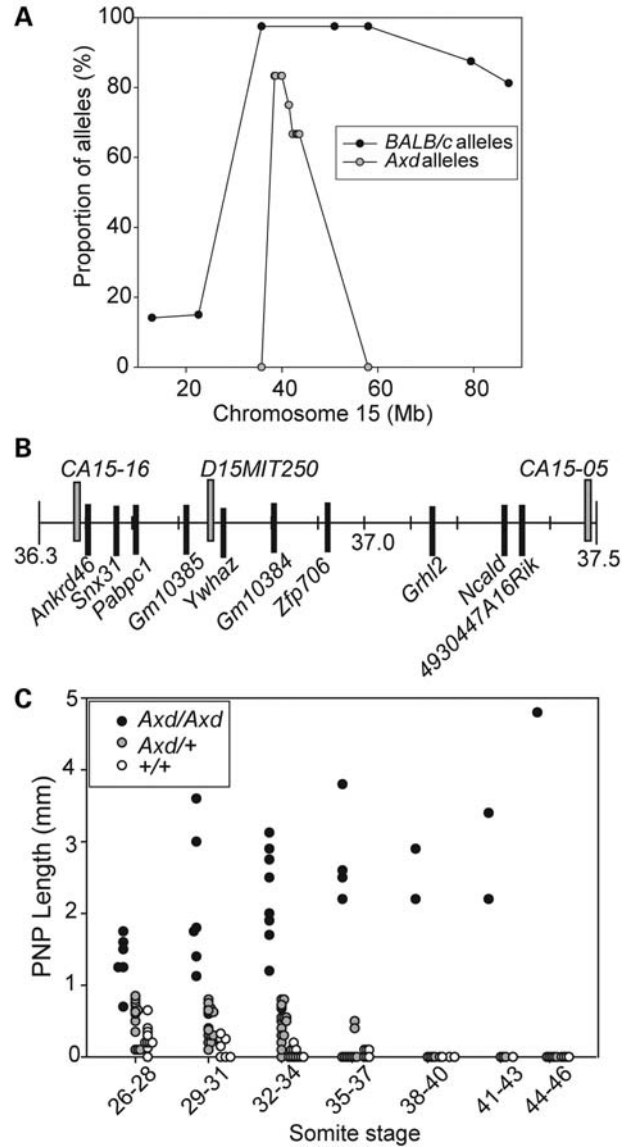 A
100
80
60
40
20
0
Proportion of alleles (%)
BALB/c alleles
Axd alleles
20 40 60 80
Chromosome 15 (Mb)
B
CA15-16 D15MIT250 CA15-05
36.3 37.0 37.5
Ankrd46
Snx31
Pabpc1
Gm10385
Ywhaz
Gm10384
Zfp706
Grhl2
Ncald
4930447A16Rik
C
5
4
3
2
1
0
PNP Length (mm)
Axd/Axd
Axd/+
+/+
26-28 29-31 32-34 35-37 38-40 41-43 44-46
Somite stage